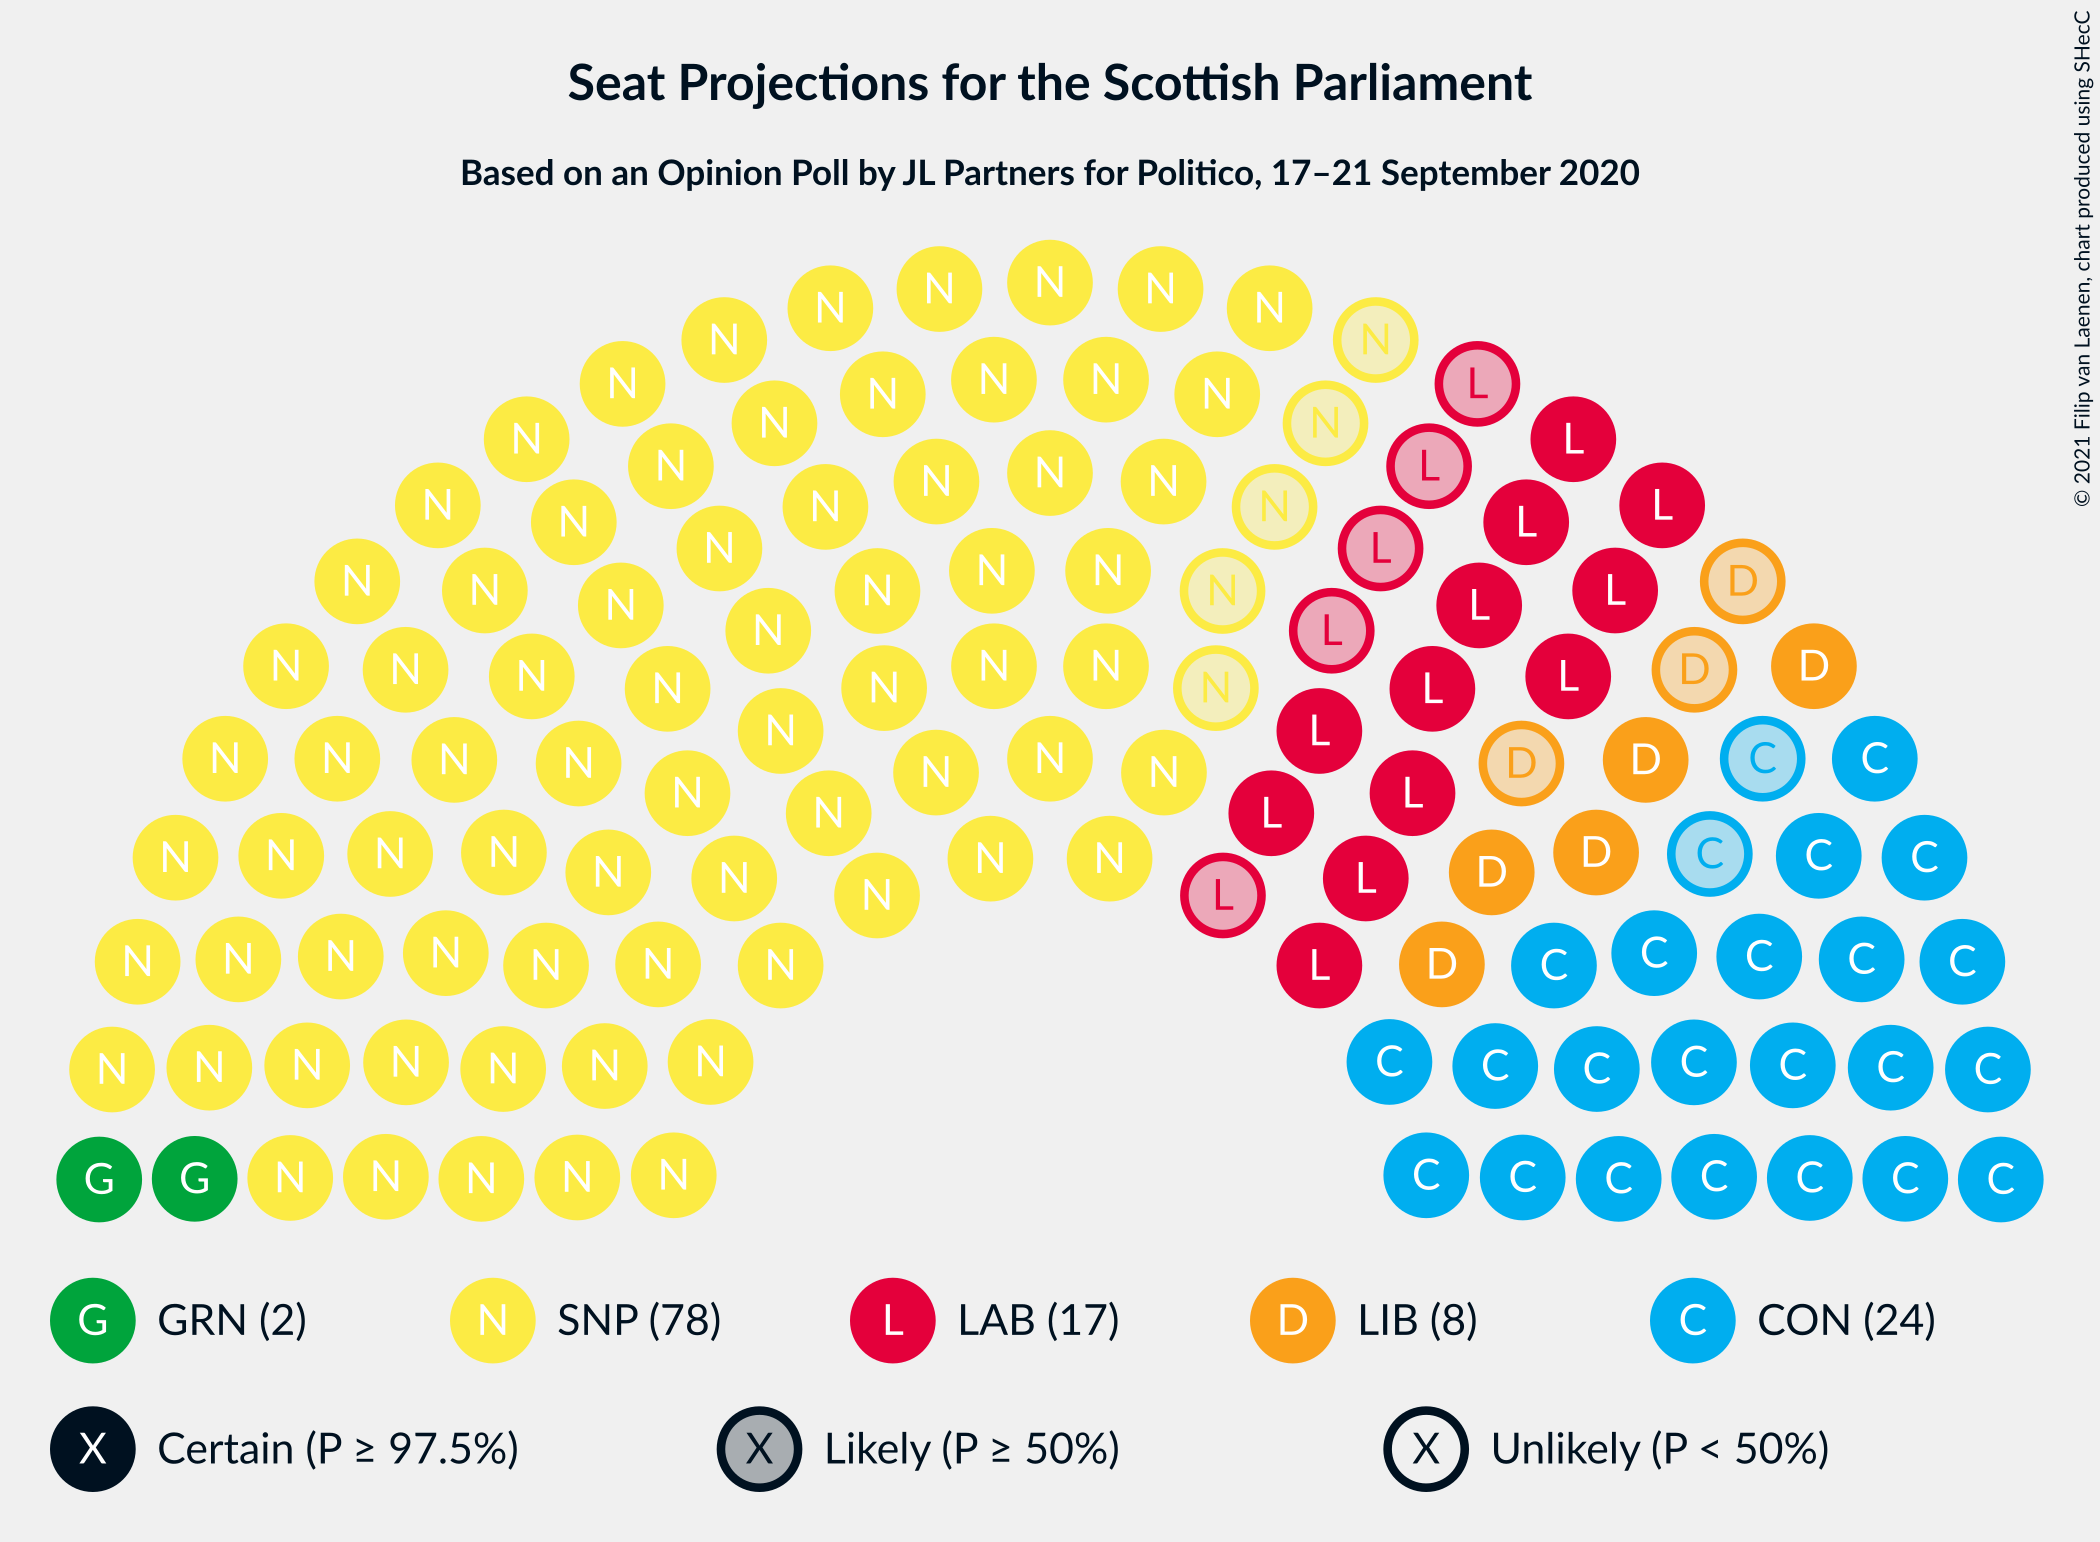 Seat Projections for the Scottish Parliament
Based on an Opinion Poll by JL Partners for Politico, 17–21 September 2020
© 2021 Filip van Laenen, chart produced using SHecC
N N N N N
N N N L
N N N N N L
N N N L L
N N N N N L L
N N N N L L
N N N N N N L L
N N N N N L D
N N N N N L L
N N N N L D D
N N N N N L L
N N N N N L D D C C
N N N N N L L
N N N N N N N N N L D D C C C
N N N N N N N L D C C C C C
N N N N N N N C C C C C C C
G G N N N N N C C C C C C C
G GRN (2) N SNP (78) L LAB (17) D LIB (8) C CON (24)
X Certain (P ≥ 97.5%) X Likely (P ≥ 50%) X Unlikely (P < 50%)